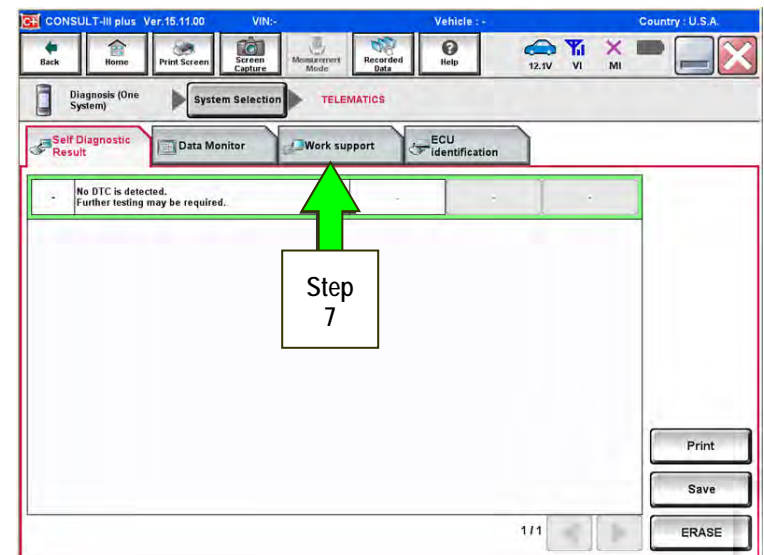 CONSULT-III plus Ver.15.11.00 VIN:- Vehicle : - Country : U.S.A.
Back
Home
Print Screen
Screen
Capture
Measurement
Mode
Recorded
Data
Help
12.1V VI MI
Diagnosis (One
System)
System Selection
TELEMATICS
Self Diagnostic
Result
Data Monitor
Work support
ECU
identification
- No DTC is detected.
Further testing may be required.
- - -
Step
7
Print
Save
1/1
ERASE